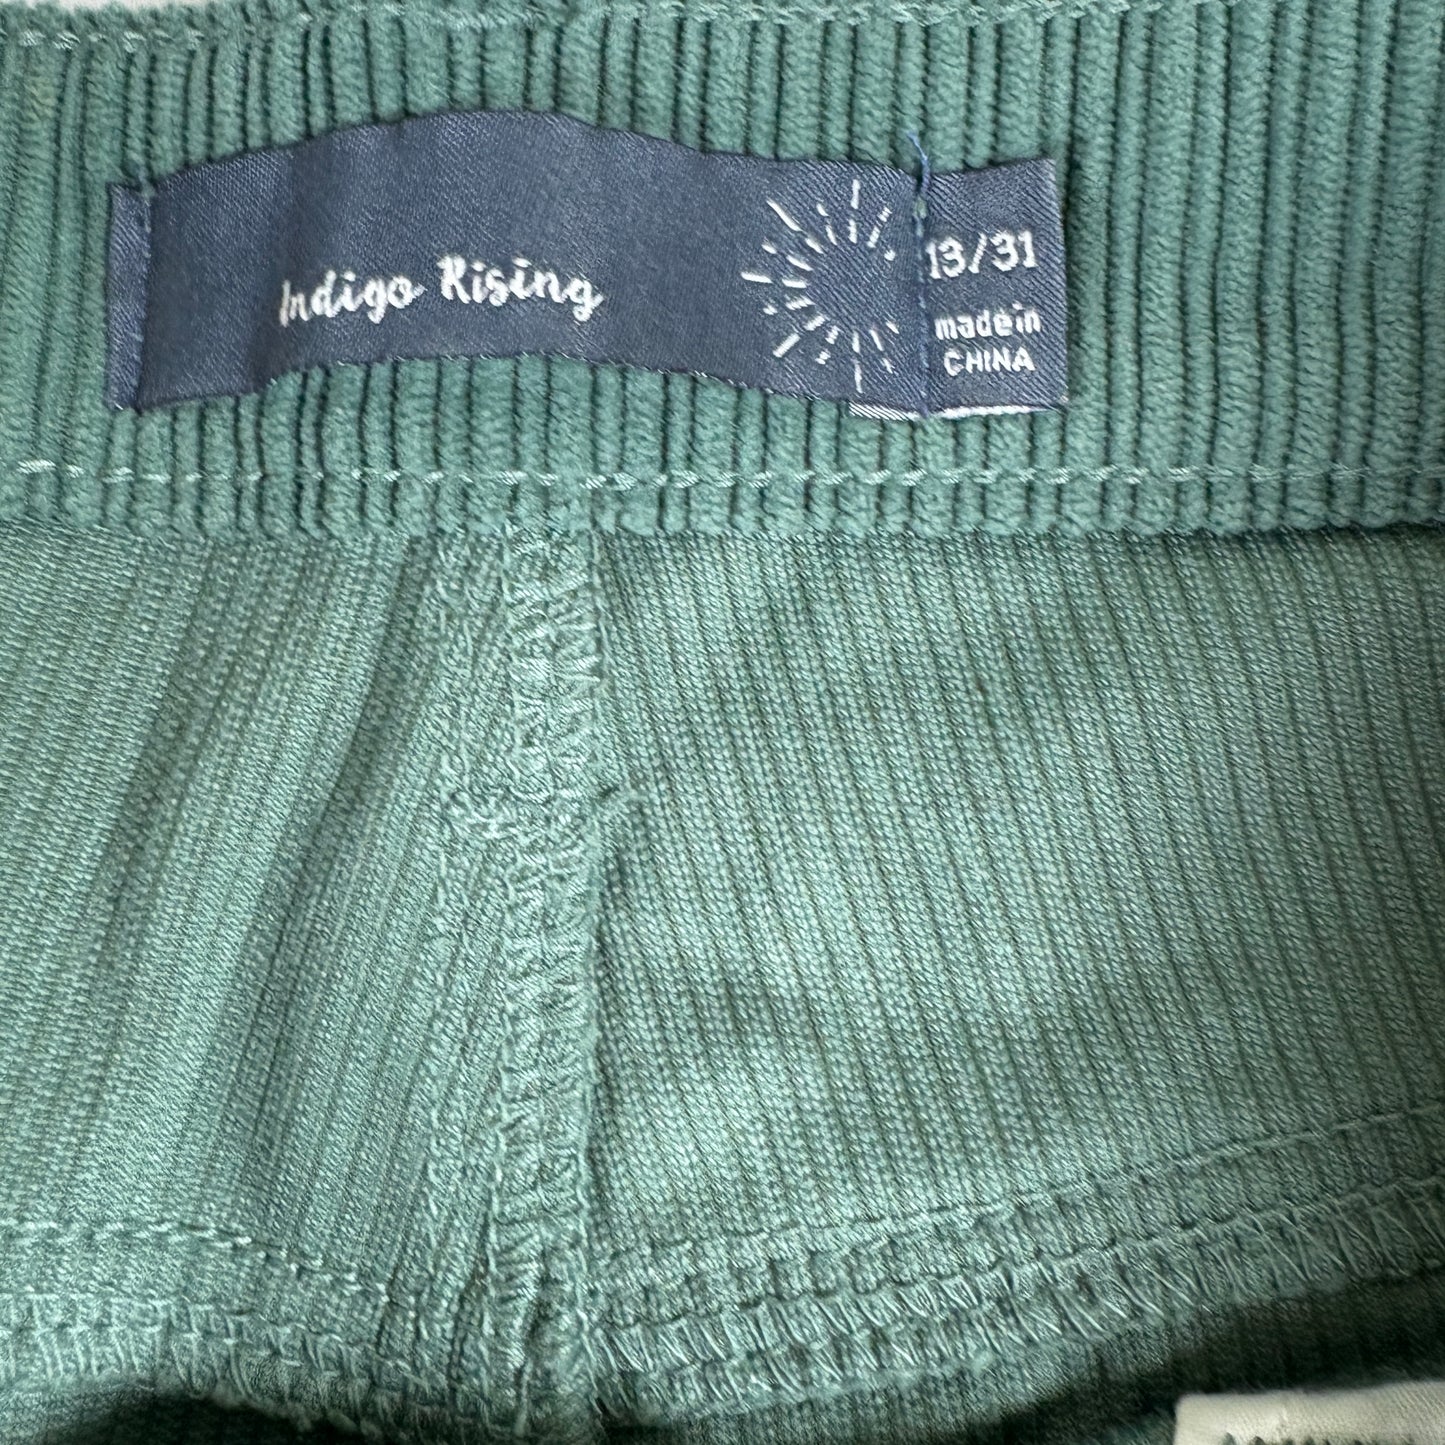 Indigo Rising
13/31
made in
CHINA